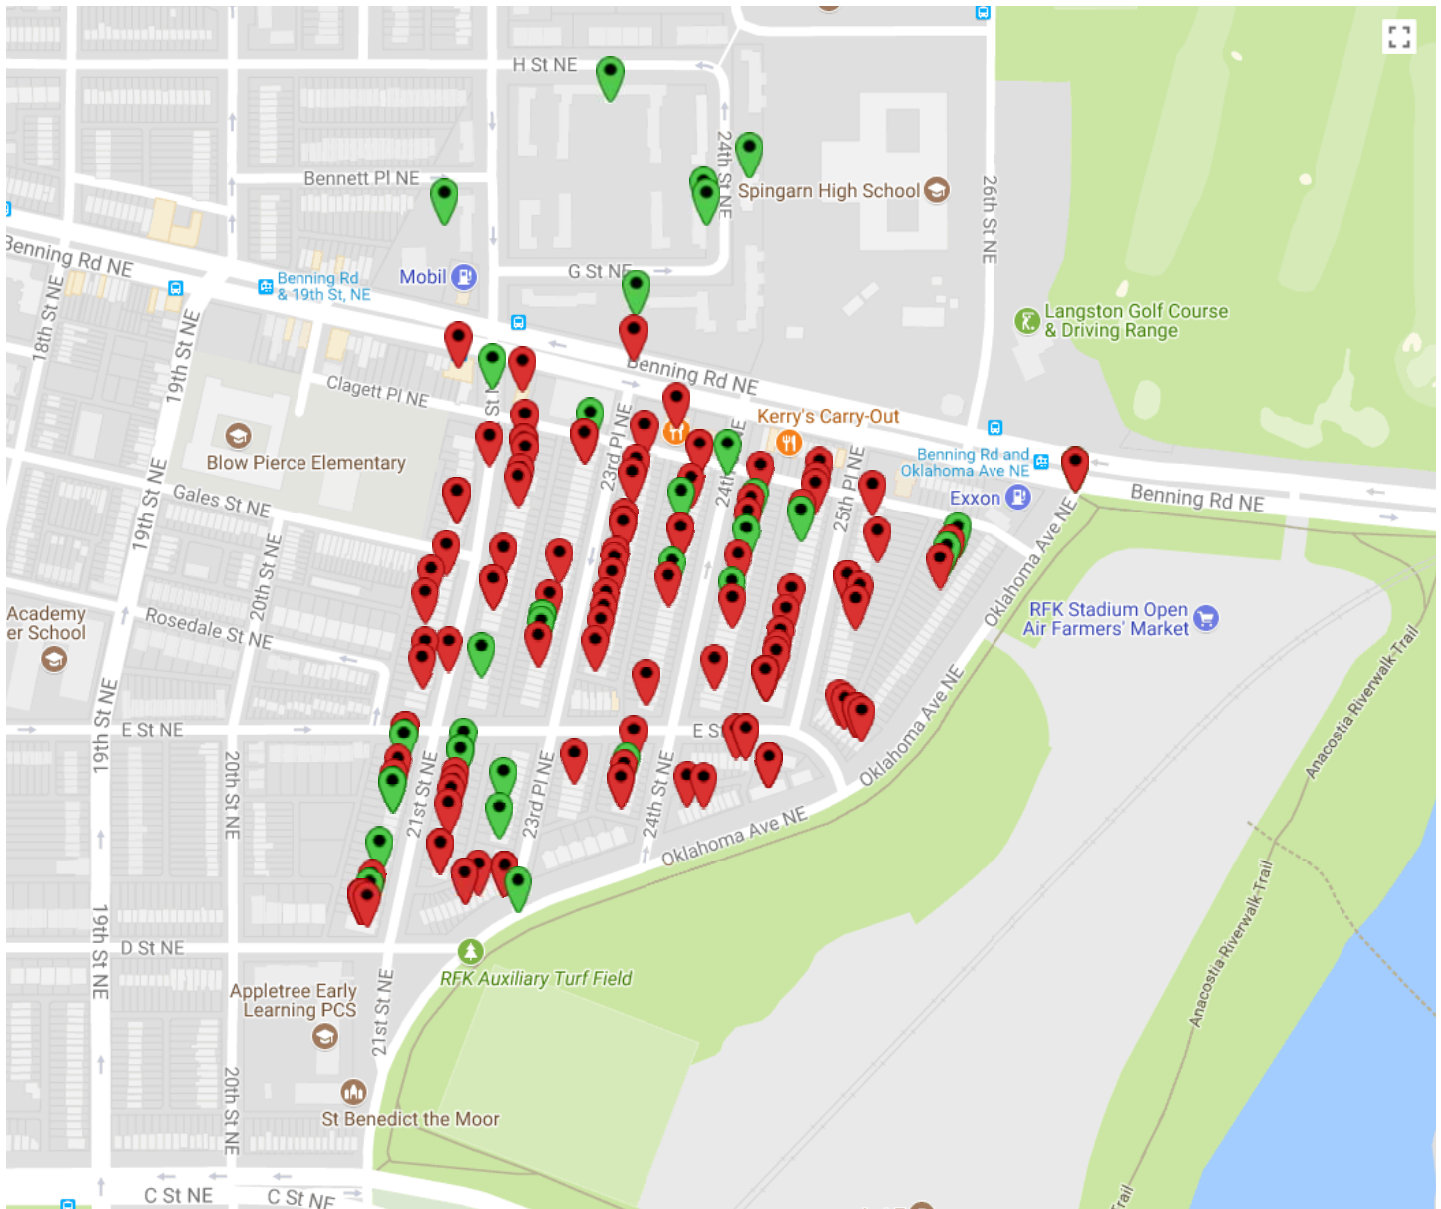 H St NE
24th St NE
Spingarn High School
Bennett Pl NE
26th St NE
Benning Rd NE
G St NE
Mobil
Benning Rd
& 19th St, NE
18th St NE
19th St NE
Langston Golf Course
& Driving Range
Benning Rd NE
Clagett Pl NE
St N
23rd Pl NE
Kerry's Carry-Out
Blow Pierce Elementary
24th
E
25th Pl NE
Benning Rd and
Oklahoma Ave NE
Exxon
Benning Rd NE
Gales St NE
19th St NE
20th St NE
Oklahoma Ave NE
Academy
er School
Rosedale St NE
RFK Stadium Open
Air Farmers' Market
Anacostia Riverwalk-Trail
19th St NE
E St NE
E St
Oklahoma Ave NE
20th St NE
21st St NE
23rd Pl NE
24th St NE
Oklahoma Ave NE
Anacostia-Riverwalk-Trail
19th St NE
D St NE
RFK Auxiliary Turf Field
Appletree Early
Learning PCS
21st St NE
20th St NE
St Benedict the Moor
C St NE
C St NE
Trail